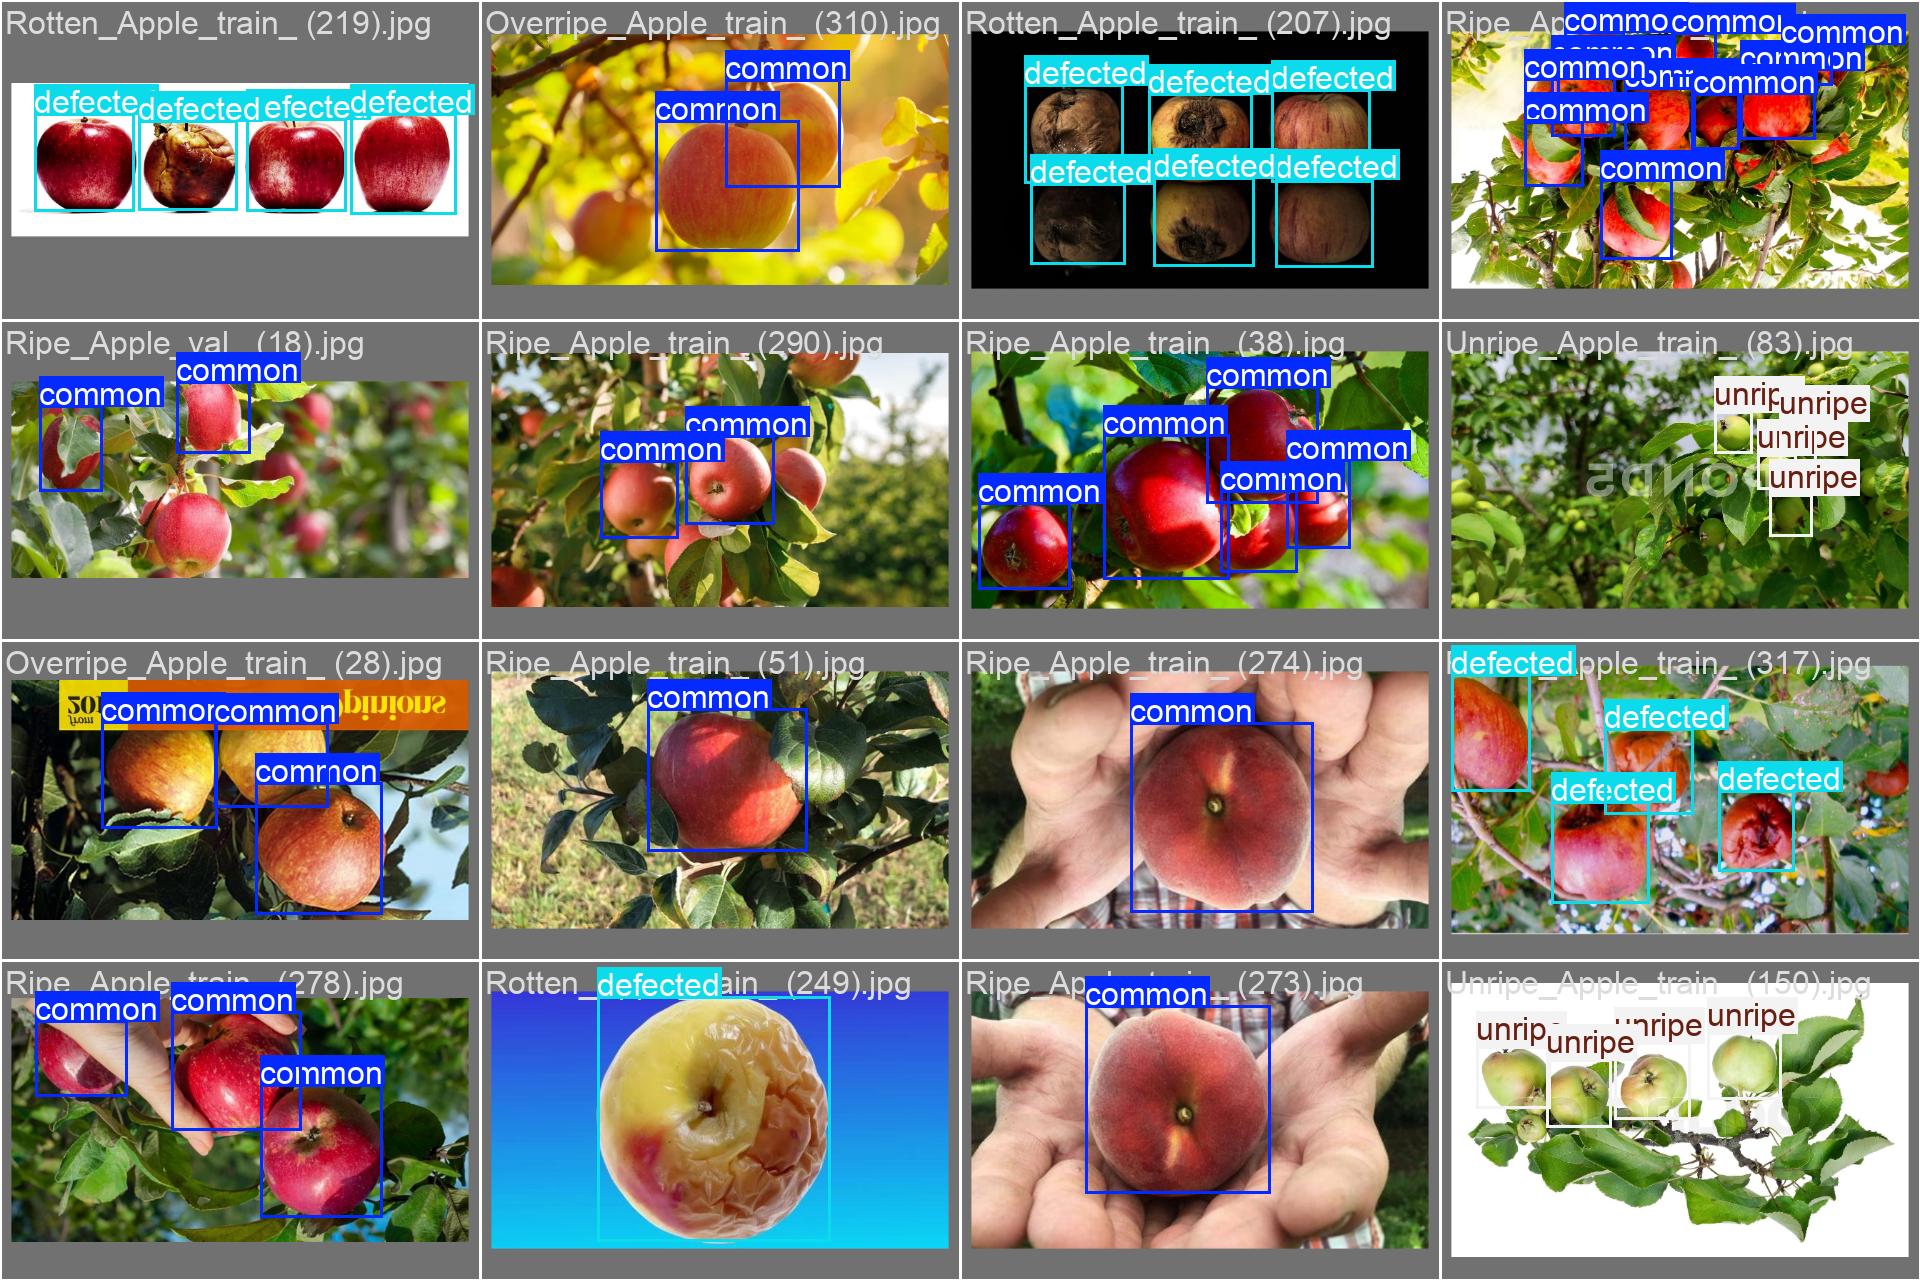 Rotten_Apple_train_ (219).jpg
defecte
defected
efecte
defected
Overripe_Apple_train_ (310).jpg
common
common
Rotten_Apple_train_ (207).jpg
defected
defected
defected
defected
defected
defected
Ripe_Ap
commo
common
common
common
common
common
common
common
common
Ripe_Apple_val_ (18).jpg
common
common
Ripe_Apple_train_ (290).jpg
common
common
Ripe_Apple_train_ (38).jpg
common
common
common
common
common
Unripe_Apple_train_ (83).jpg
unrip
unripe
unripe
unripe
Overripe_Apple_train_ (28).jpg
common
common
common
Ripe_Apple_train_ (51).jpg
common
Ripe_Apple_train_ (274).jpg
common
pple_train_ (317).jpg
defected
defected
defected
defected
Ripe_Apple_train_ (278).jpg
common
common
common
Rotten_ ain_ (249).jpg
defected
Ripe_Apple_train_ (273).jpg
common
Unripe_Apple_train_ (150).jpg
unrip
unripe
unripe
unripe